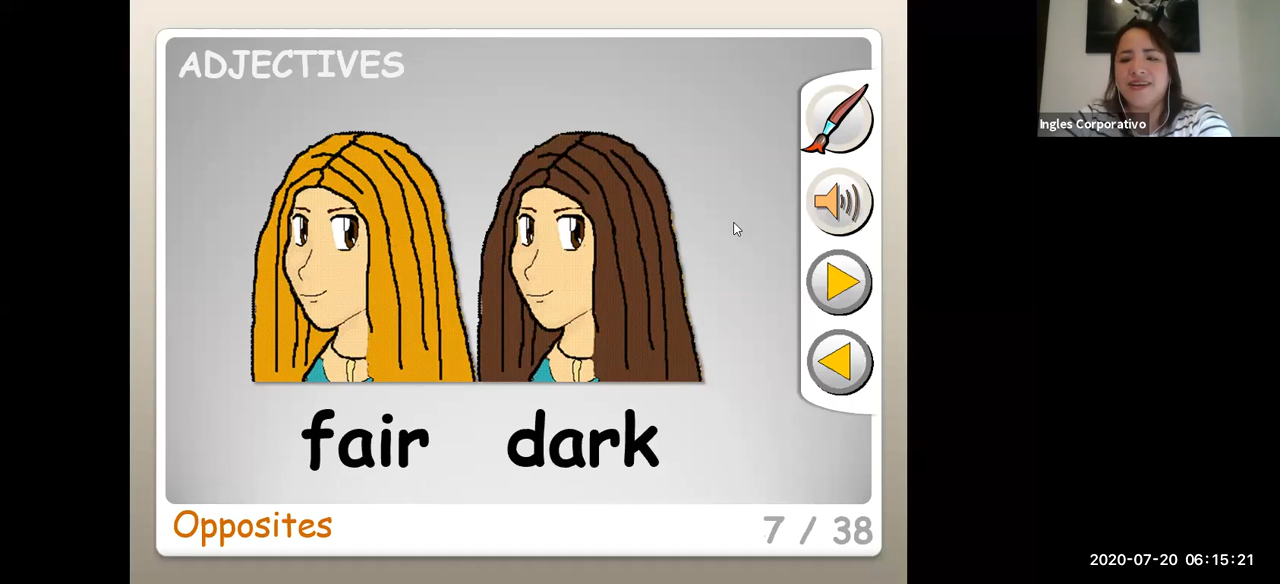 ADJECTIVES
Ingles Corporativo
fair dark
Opposites
7 / 38
2020-07-20 06:15:21